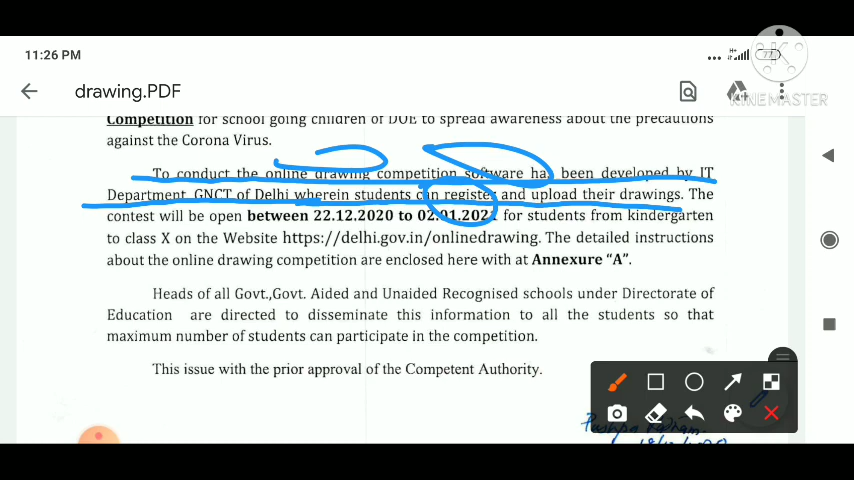 11:26 PM
77
drawing.PDF
KINEMASTER
Competition for school going children of DOE to spread awareness about the precautions
against the Corona Virus.
To conduct the online drawing competition software has been developed by IT
Department GNCT of Delhi wherein students can register and upload their drawings. The
contest will be open between 22.12.2020 to 02.01.2021 for students from kindergarten
to class X on the Website https://delhi.gov.in/onlinedrawing. The detailed instructions
about the online drawing competition are enclosed here with at Annexure “A”.
Heads of all Govt.,Govt. Aided and Unaided Recognised schools under Directorate of
Education are directed to disseminate this information to all the students so that
maximum number of students can participate in the competition.
This issue with the prior approval of the Competent Authority.